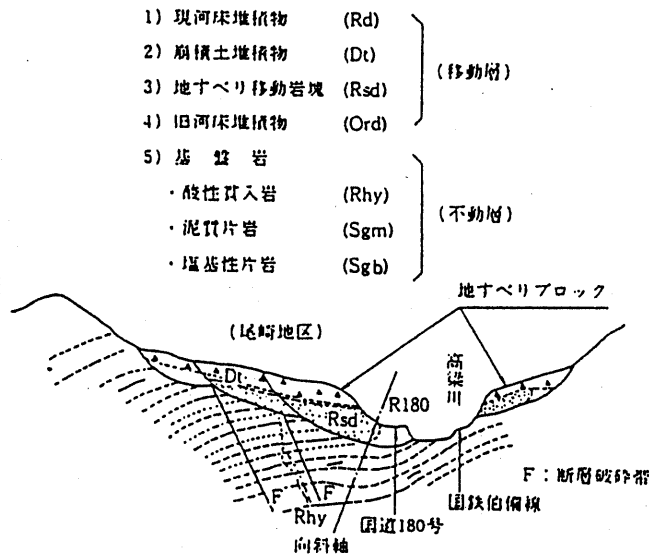 1) 現河床堆積物 (Rd)
2) 崩積土堆積物 (Dt)
3) 地すべり移動岩塊 (Rsd)
4) 旧河床堆積物 (Ord)
(移動層)
5) 基盤岩
・酸性貫入岩 (Rhy)
・泥質片岩 (Sgm)
・塩基性片岩 (Sgb)
(不動層)
地すべりブロック
(尾崎地区)
高梁川
Dt
R180
Rsd
F
F
Rhy
F:断層破砕帯
国鉄伯備線
国道180号
向斜軸